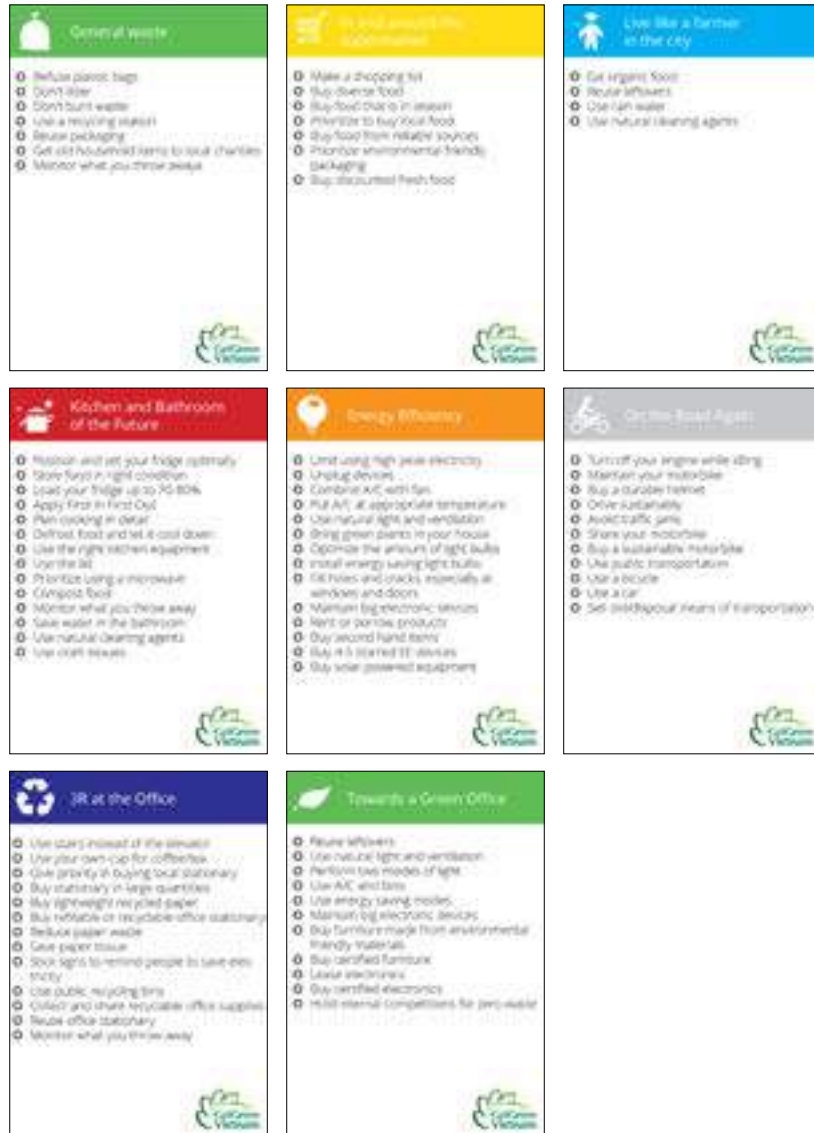 General waste
Refuse plastic bags
Don't litter
Don't burn waste
Use a recycling station
Reuse packaging
Get old household items to local charities
Monitor what you throw away
In and around the supermarket
Make a shopping list
Buy diverse food
Buy food that is in season
Prioritize to buy local food
Buy food from reliable sources
Prioritize environmental friendly
packaging
Buy discounted fresh food
Live like a farmer
in the city
Eat organic food
Reuse leftovers
Use rain water
Use natural cleaning agents
Kitchen and Bathroom
of the Future
Position and set your fridge optimally
Store food in right condition
Load your fridge up to 70-80%
Apply First In First Out
Plan cooking in detail
Defrost food and let it cool down
Use the right kitchen equipment
Use the lid
Prioritize using a microwave
Compost food
Monitor what you throw away
Save water in the bathroom
Use natural cleaning agents
Use cloth tissues
Energy Efficiency
Limit using high peak electricity
Unplug devices
Combine A/C with fan
Put A/C at appropriate temperature
Use natural light and ventilation
Bring green plants in your house
Optimize the amount of light bulbs
Install energy saving light bulbs
Fill holes and cracks, especially at
windows and doors
Maintain big electronic devices
Rent or borrow products
Buy second hand items
Buy 4-5 starred EE devices
Buy solar powered equipment
On the Road Again
Turn off your engine while idling
Maintain your motorbike
Buy a durable helmet
Drive sustainably
Avoid traffic jams
Share your motorbike
Buy a sustainable motorbike
Use public transportation
Use a bicycle
Use a car
Sell old/disposal means of transportation
3R at the Office
Use stairs instead of the elevator
Use your own cup for coffee/tea
Give priority in buying local stationary
Buy stationary in large quantities
Buy lightweight recycled paper
Buy refillable or recyclable office stationary
Reduce paper waste
Save paper tissue
Stick signs to remind people to save elec
tricity
Use public recycling bins
Collect and share recyclable office supplies
Reuse office stationary
Monitor what you throw away
Towards a Green Office
Reuse leftovers
Use natural light and ventilation
Perform two modes of light
Use A/C and fans
Use energy saving modes
Maintain big electronic devices
Buy furniture made from environmental
friendly materials
Buy certified furniture
Lease electronics
Buy certified electronics
Hold internal competitions for zero waste